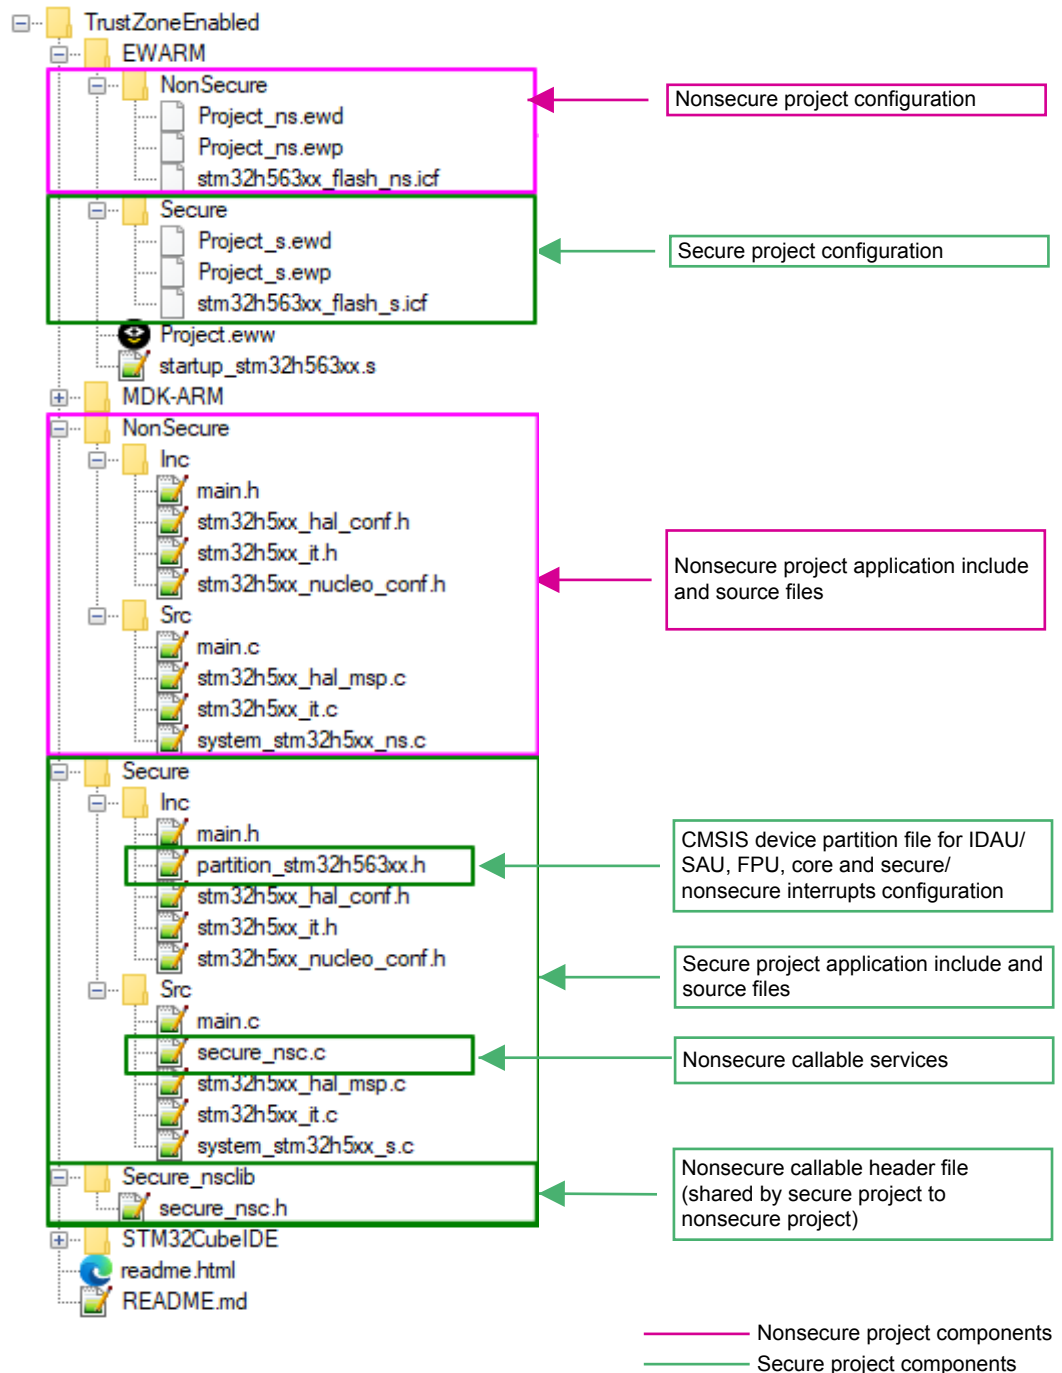 TrustZoneEnabled
EWARM
NonSecure
Project_ns.ewd
Project_ns.ewp
stm32h563xx_flash_ns.icf
Nonsecure project configuration
Secure
Project_s.ewd
Project_s.ewp
stm32h563xx_flash_s.icf
Secure project configuration
Project.eww
startup_stm32h563xx.s
MDK-ARM
NonSecure
Inc
main.h
stm32h5xx_hal_conf.h
stm32h5xx_it.h
stm32h5xx_nucleo_conf.h
Src
main.c
stm32h5xx_hal_msp.c
stm32h5xx_it.c
system_stm32h5xx_ns.c
Nonsecure project application include
and source files
Secure
Inc
main.h
partition_stm32h563xx.h
stm32h5xx_hal_conf.h
stm32h5xx_it.h
stm32h5xx_nucleo_conf.h
CMSIS device partition file for IDAU/
SAU, FPU, core and secure/
nonsecure interrupts configuration
Secure project application include and
source files
Src
main.c
secure_nsc.c
stm32h5xx_hal_msp.c
stm32h5xx_it.c
system_stm32h5xx_s.c
Nonsecure callable services
Secure_nsclib
secure_nsc.h
Nonsecure callable header file
(shared by secure project to
nonsecure project)
STM32CubeIDE
readme.html
README.md
Nonsecure project components
Secure project components